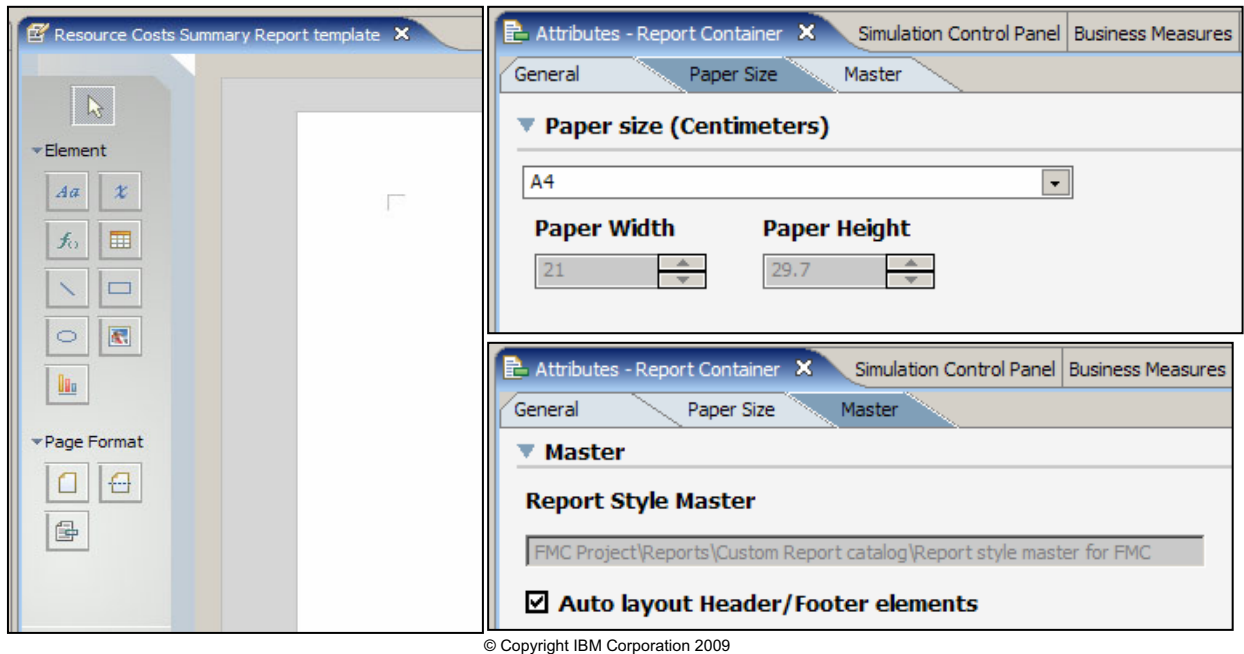 Resource Costs Summary Report template
Element
Aa
x
f()
Page Format
Attributes - Report Container
Simulation Control Panel
Business Measures
General
Paper Size
Master
Paper size (Centimeters)
A4
Paper Width
Paper Height
21
29.7
Attributes - Report Container
Simulation Control Panel
Business Measures
General
Paper Size
Master
Master
Report Style Master
FMC Project\Reports\Custom Report catalog\Report style master for FMC
Auto layout Header/Footer elements
© Copyright IBM Corporation 2009